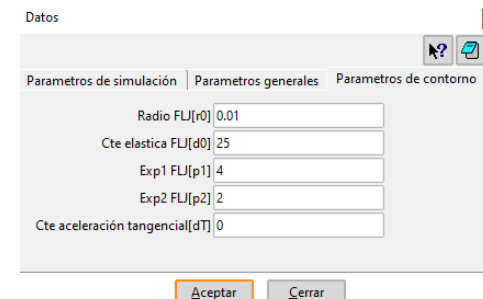 Datos
Parametros de simulación Parametros generales Parametros de contorno
Radio FLJ[r0] 0.01
Cte elastica FLJ[d0] 25
Exp1 FLJ[p1] 4
Exp2 FLJ[p2] 2
Cte aceleración tangencial[dT] 0
Aceptar Cerrar